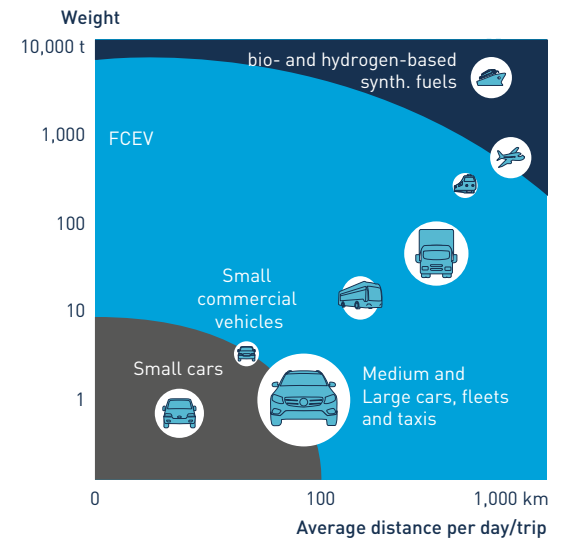 Weight
10,000 t
bio- and hydrogen-based
synth. fuels
1,000
FCEV
100
Small
commercial
vehicles
10
Small cars
Medium and
Large cars, fleets
and taxis
1
0
100
1,000 km
Average distance per day/trip